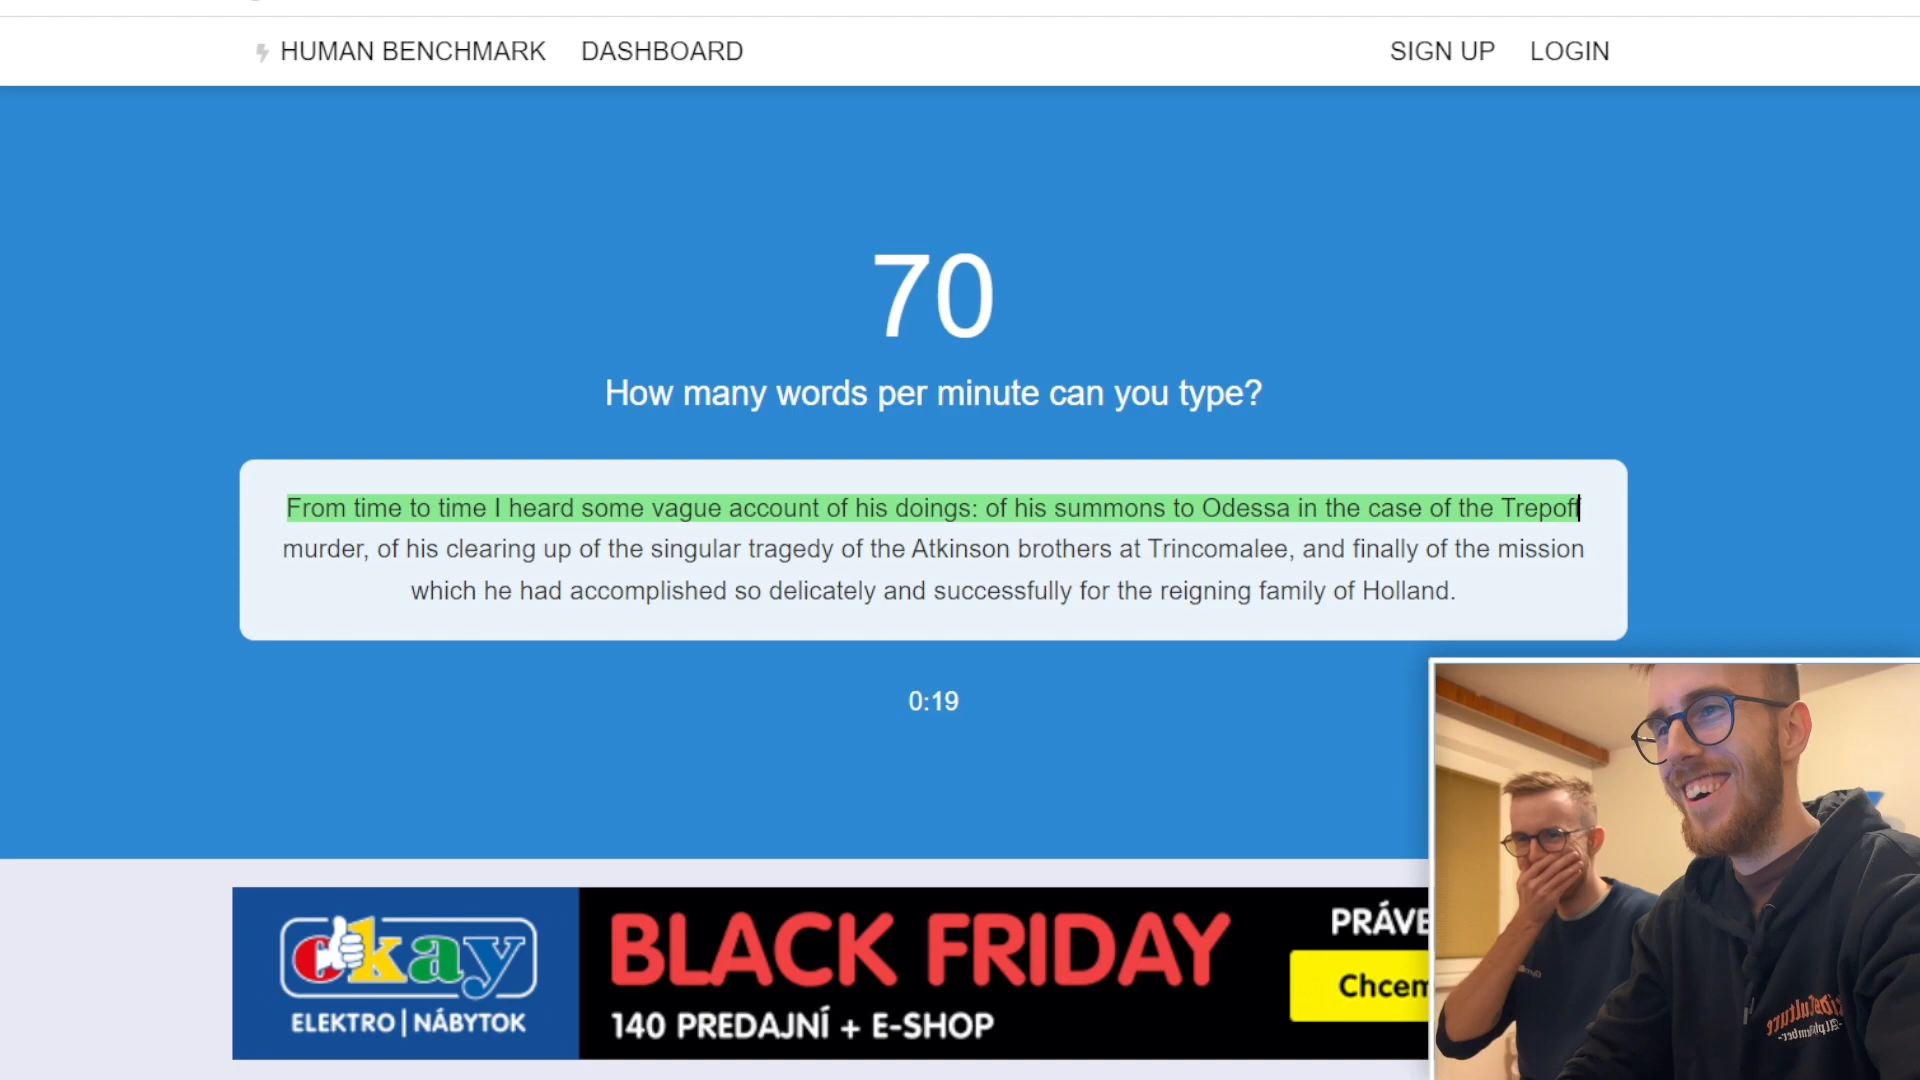 HUMAN BENCHMARK DASHBOARD SIGN UP LOGIN
70
How many words per minute can you type?
From time to time I heard some vague account of his doings: of his summons to Odessa in the case of the Trepoff
murder, of his clearing up of the singular tragedy of the Atkinson brothers at Trincomalee, and finally of the mission
which he had accomplished so delicately and successfully for the reigning family of Holland.
0:19
okay
ELEKTRO | NÁBYTOK
BLACK FRIDAY
140 PREDAJNÍ + E-SHOP
PRÁVE
Chcem